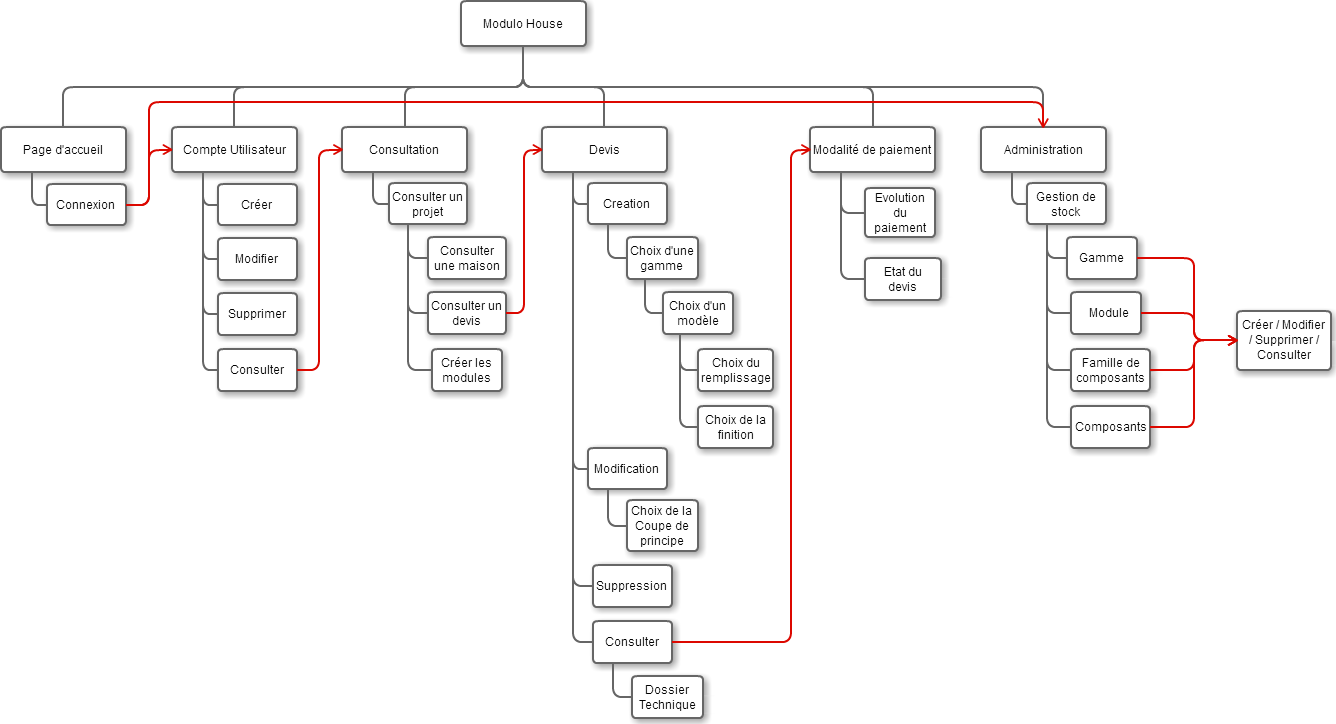 Modulo House
Page d'accueil
Connexion
Compte Utilisateur
Créer
Modifier
Supprimer
Consulter
Consultation
Consulter un
projet
Consulter
une maison
Consulter un
devis
Créer les
modules
Devis
Creation
Choix d'une
gamme
Choix d'un
modèle
Choix du
remplissage
Choix de la
finition
Modification
Choix de la
Coupe de
principe
Suppression
Consulter
Dossier
Technique
Modalité de paiement
Evolution
du
paiement
Etat du
devis
Administration
Gestion de
stock
Gamme
Module
Famille de
composants
Composants
Créer / Modifier
/ Supprimer /
Consulter